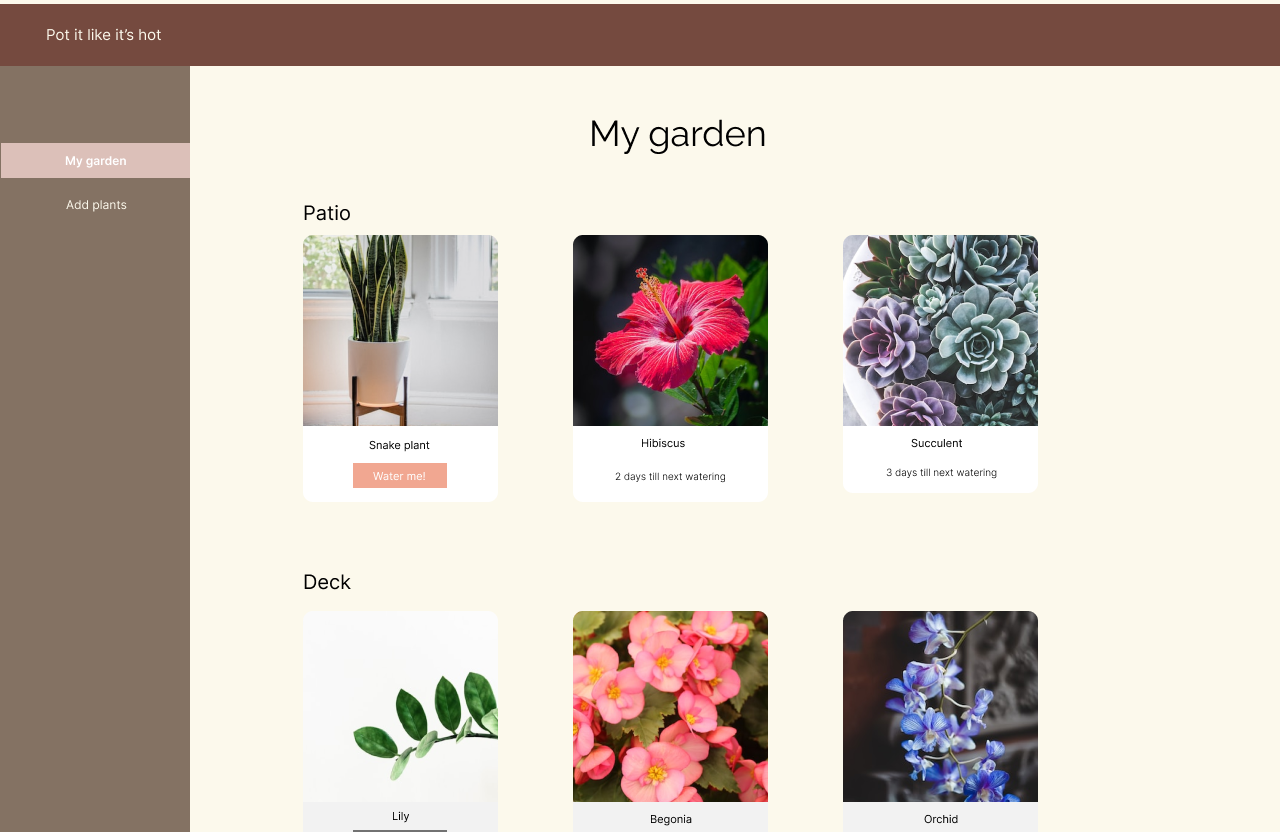 Pot it like it’s hot
My garden
Add plants
My garden
Patio
Snake plant
Water me!
Hibiscus
2 days till next watering
Succulent
3 days till next watering
Deck
Lily
Begonia
Orchid